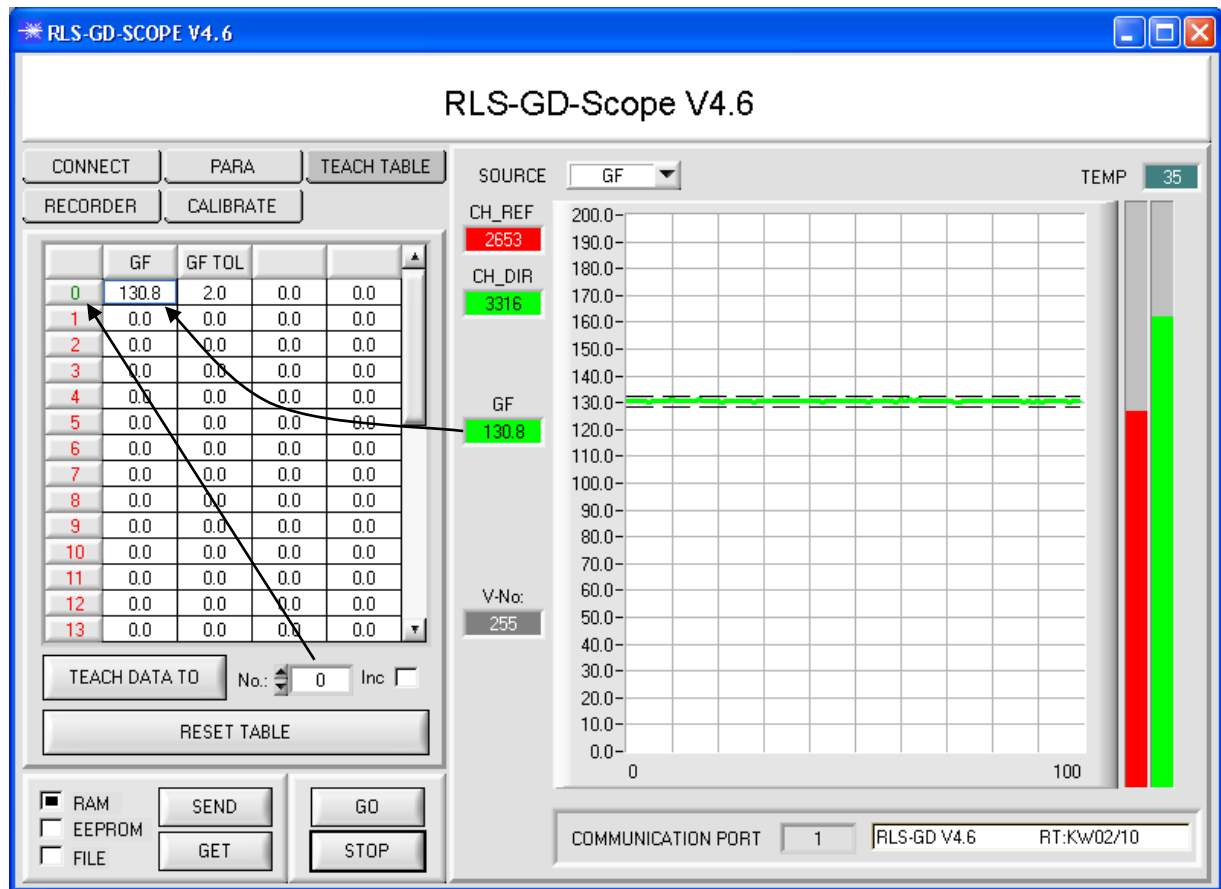 RLS-GD-SCOPE V4.6
RLS-GD-Scope V4.6
CONNECT PARA TEACH TABLE
RECORDER CALIBRATE
GF GF TOL
0 130.8 2.0 0.0 0.0
1 0.0 0.0 0.0 0.0
2 0.0 0.0 0.0 0.0
3 0.0 0.0 0.0 0.0
4 0.0 0.0 0.0 0.0
5 0.0 0.0 0.0 0.0
6 0.0 0.0 0.0 0.0
7 0.0 0.0 0.0 0.0
8 0.0 0.0 0.0 0.0
9 0.0 0.0 0.0 0.0
10 0.0 0.0 0.0 0.0
11 0.0 0.0 0.0 0.0
12 0.0 0.0 0.0 0.0
13 0.0 0.0 0.0 0.0
TEACH DATA TO No.: 0 Inc
RESET TABLE
RAM
EEPROM
FILE
SEND
GET
GO
STOP
SOURCE GF
TEMP 35
CH_REF
2653
CH_DIR
3316
GF
130.8
V-No:
255
200.0
190.0
180.0
170.0
160.0
150.0
140.0
130.0
120.0
110.0
100.0
90.0
80.0
70.0
60.0
50.0
40.0
30.0
20.0
10.0
0.0
0 100
COMMUNICATION PORT 1 RLS-GD V4.6 RT:KW02/10